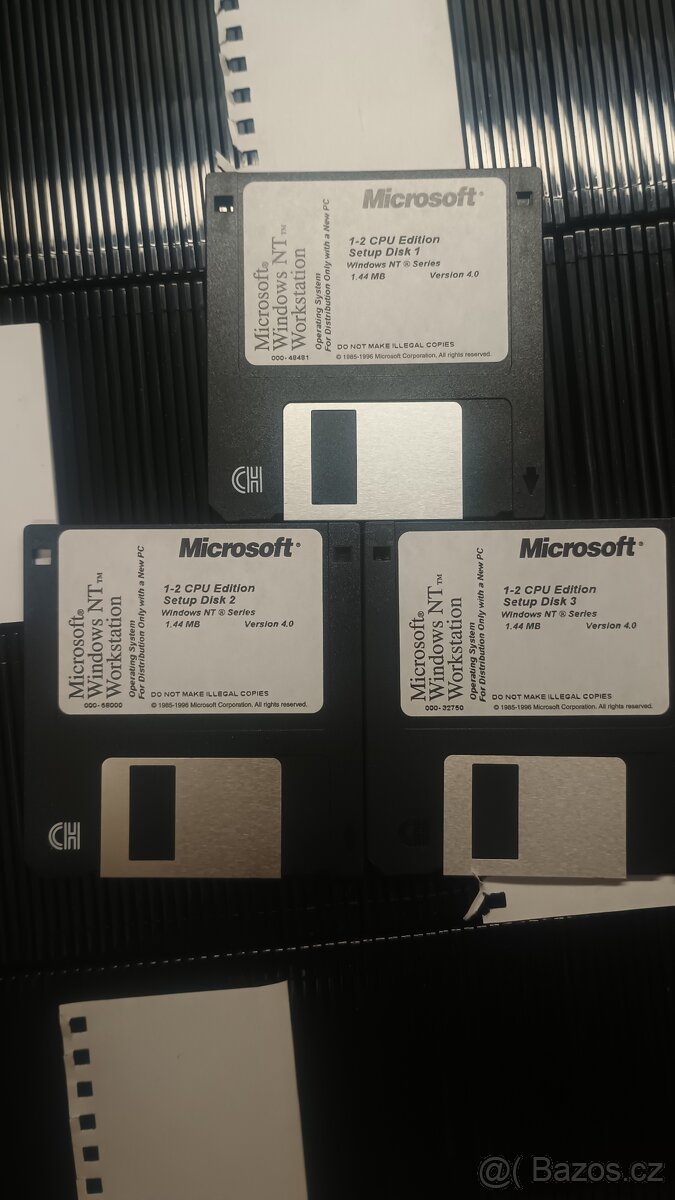 Microsoft®
Microsoft®
Windows NT™
Workstation
Operating System
For Distribution Only with a New PC
1-2 CPU Edition
Setup Disk 1
Windows NT ® Series
1.44 MB Version 4.0
DO NOT MAKE ILLEGAL COPIES
000-48481 © 1985-1996 Microsoft Corporation, All rights reserved.
CH
Microsoft®
Microsoft®
Windows NT™
Workstation
Operating System
For Distribution Only with a New PC
1-2 CPU Edition
Setup Disk 2
Windows NT ® Series
1.44 MB Version 4.0
DO NOT MAKE ILLEGAL COPIES
000-68000 © 1985-1996 Microsoft Corporation. All rights reserved.
CH
Microsoft®
Microsoft®
Windows NT™
Workstation
Operating System
For Distribution Only with a New PC
1-2 CPU Edition
Setup Disk 3
Windows NT ® Series
1.44 MB Version 4.0
DO NOT MAKE ILLEGAL COPIES
000-32750 © 1985-1996 Microsoft Corporation. All rights reserved.
CH
@( Bazos.cz